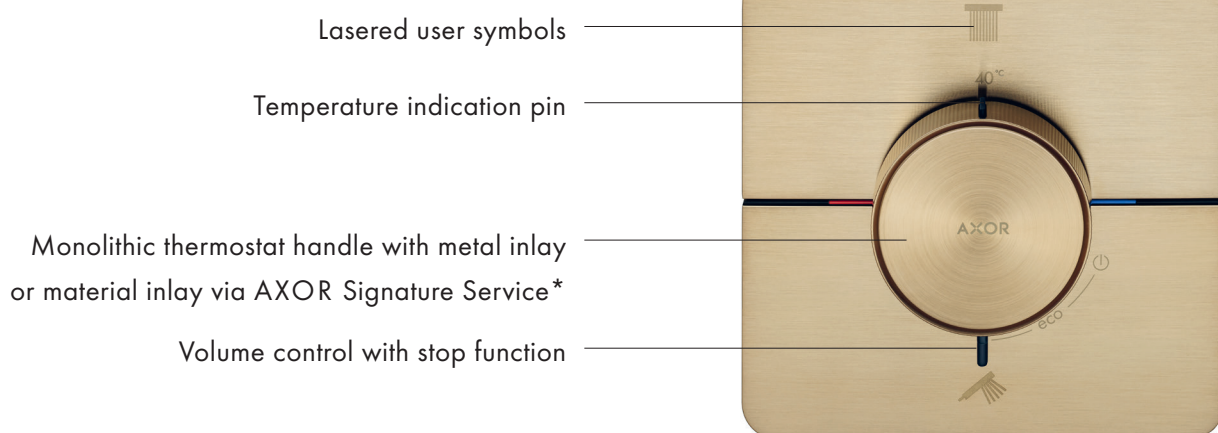 Lasered user symbols
40°C
Temperature indication pin
AXOR
Monolithic thermostat handle with metal inlay
or material inlay via AXOR Signature Service*
eco
Volume control with stop function